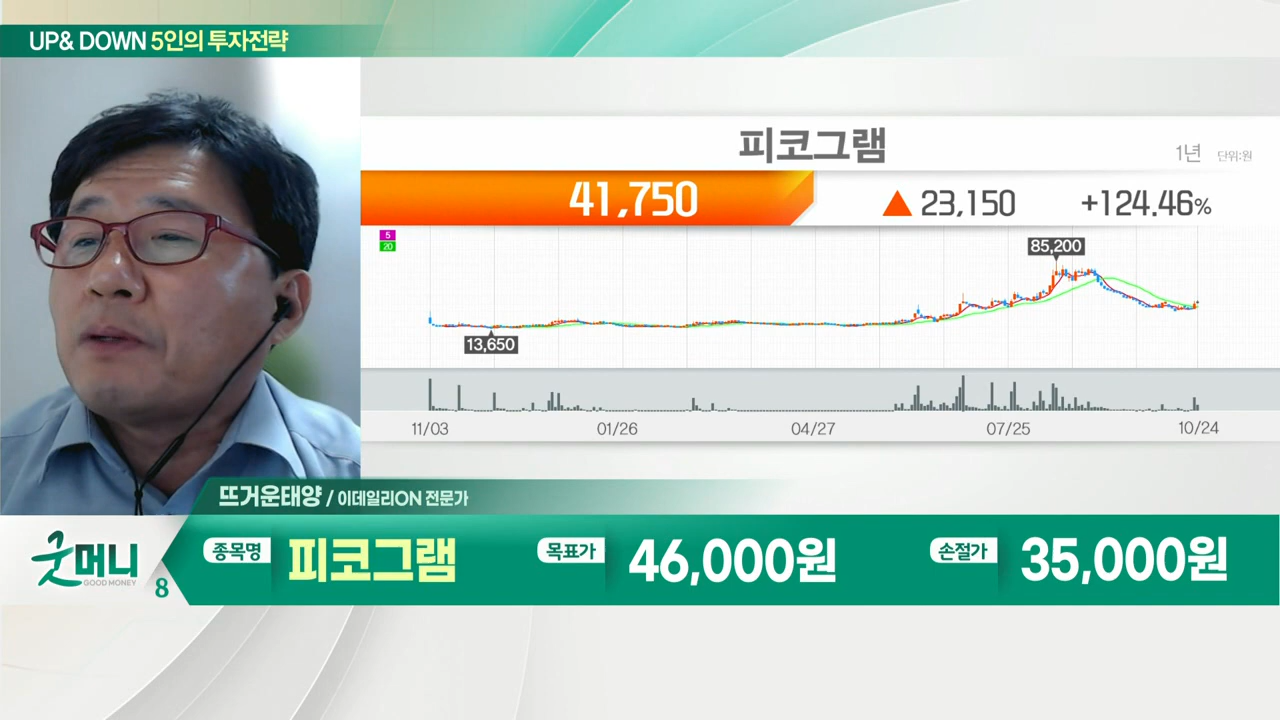 UP& DOWN 5인의 투자전략
피코그램
1년 단위:원
41,750 ▲ 23,150 +124.46%
5
20
85,200
13,650
11/03 01/26 04/27 07/25 10/24
뜨거운태양 / 이데일리ON 전문가
굿머니
GOOD MONEY
8
종목명 피코그램 목표가 46,000원 손절가 35,000원